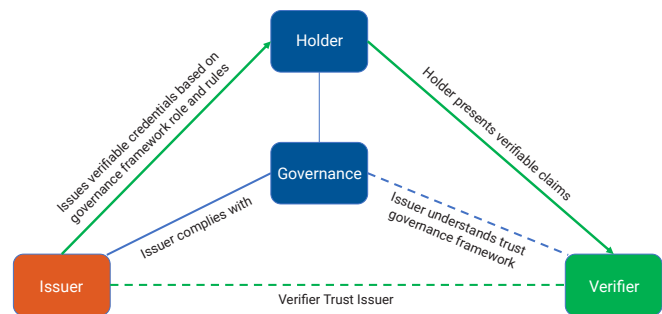 Holder
Issues verifiable credentials based on
governance framework role and rules
Holder presents verifiable claims
Governance
Issuer complies with
Issuer understands trust
governance framework
Issuer
Verifier
Verifier Trust Issuer